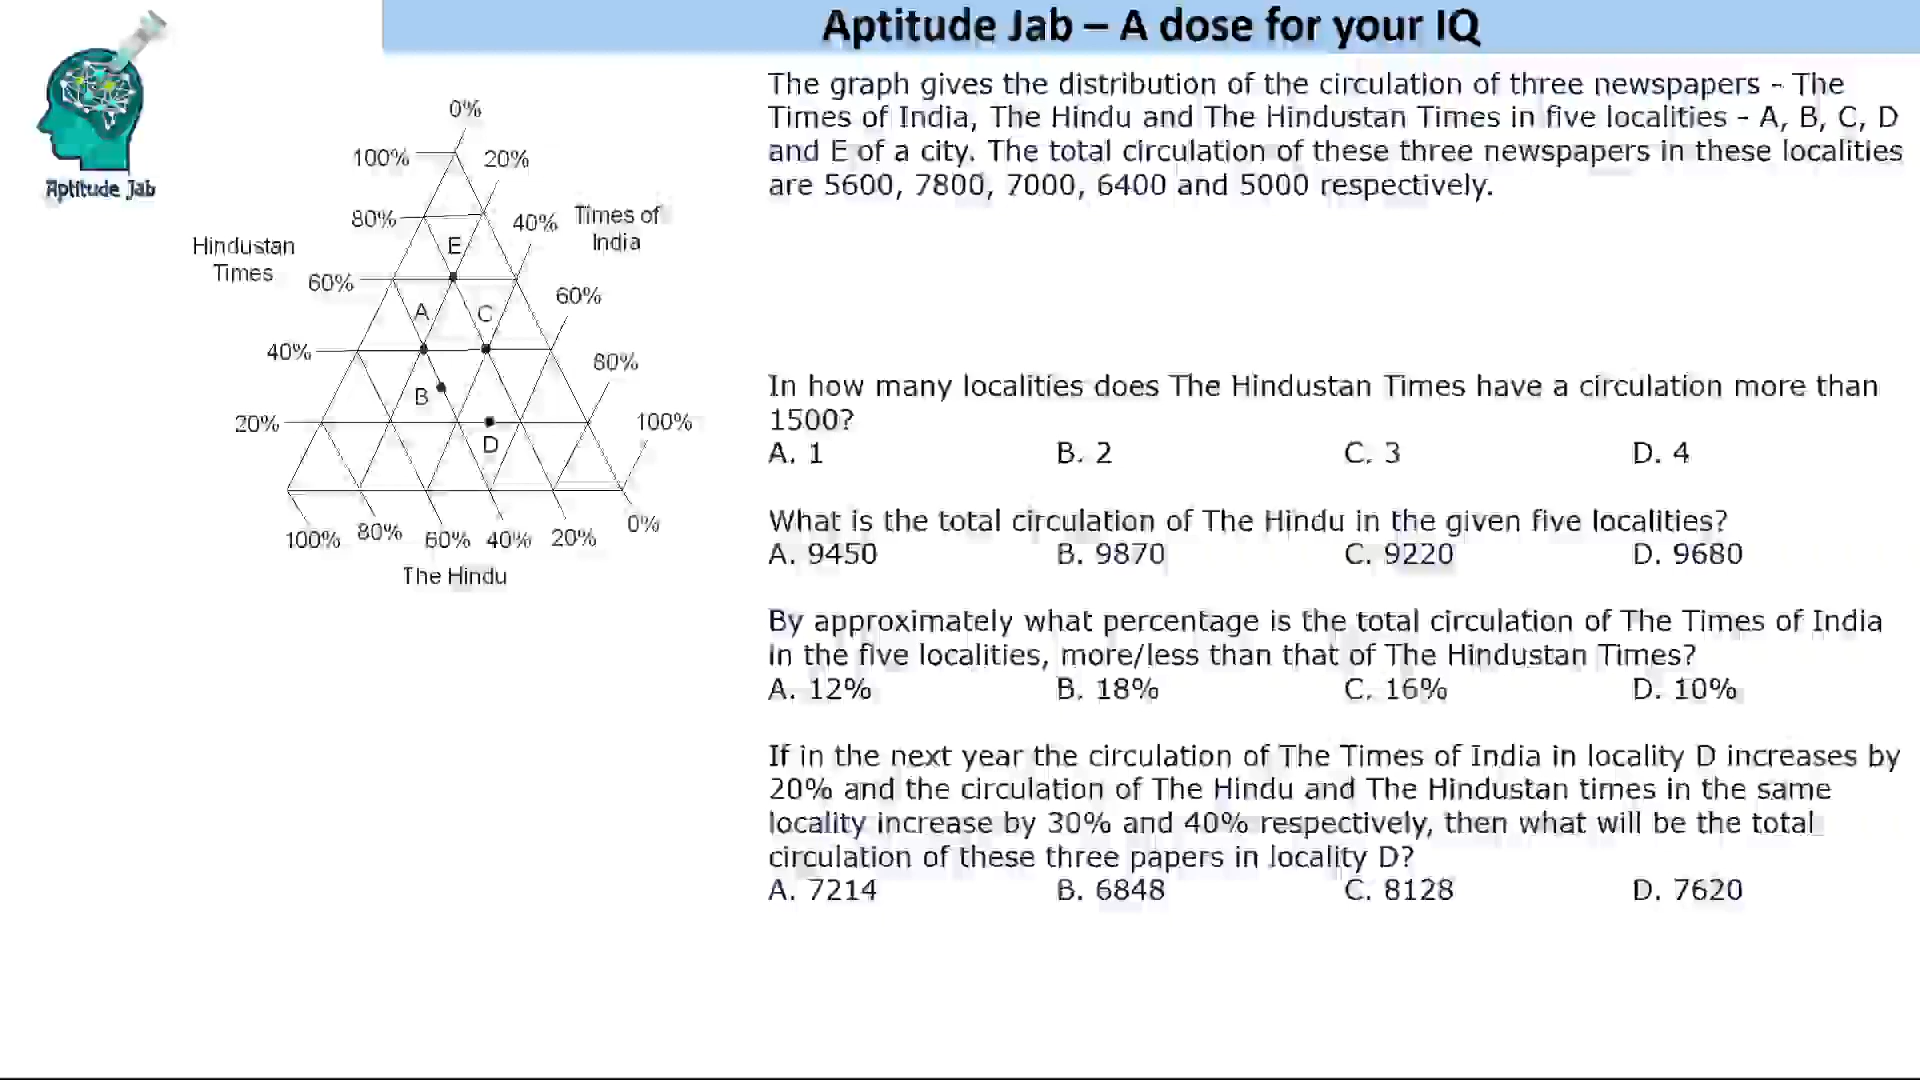 Aptitude Jab – A dose for your IQ
Aptitude Jab
The graph gives the distribution of the circulation of three newspapers - The
Times of India, The Hindu and The Hindustan Times in five localities - A, B, C, D
and E of a city. The total circulation of these three newspapers in these localities
are 5600, 7800, 7000, 6400 and 5000 respectively.
0%
100%
20%
80%
40%
Times of
India
Hindustan
Times
E
60%
60%
A
C
40%
80%
B
20%
100%
D
100%
80%
60%
40%
20%
0%
The Hindu
In how many localities does The Hindustan Times have a circulation more than
1500?
A. 1 B. 2 C. 3 D. 4
What is the total circulation of The Hindu in the given five localities?
A. 9450 B. 9870 C. 9220 D. 9680
By approximately what percentage is the total circulation of The Times of India
in the five localities, more/less than that of The Hindustan Times?
A. 12% B. 18% C. 16% D. 10%
If in the next year the circulation of The Times of India in locality D increases by
20% and the circulation of The Hindu and The Hindustan times in the same
locality increase by 30% and 40% respectively, then what will be the total
circulation of these three papers in locality D?
A. 7214 B. 6848 C. 8128 D. 7620